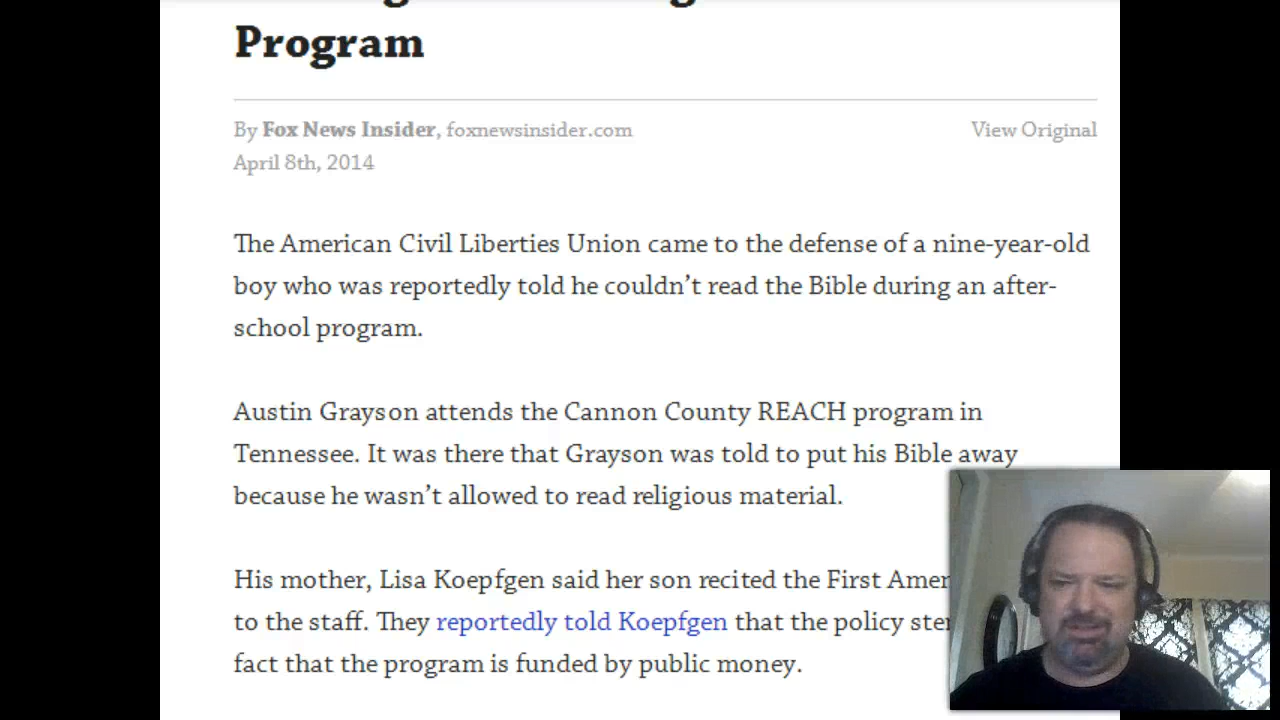 Program
By Fox News Insider, foxnewsinsider.com
View Original
April 8th, 2014
The American Civil Liberties Union came to the defense of a nine-year-old
boy who was reportedly told he couldn't read the Bible during an after-
school program.
Austin Grayson attends the Cannon County REACH program in
Tennessee. It was there that Grayson was told to put his Bible away
because he wasn't allowed to read religious material.
His mother, Lisa Koepfgen said her son recited the First
to the staff. They reportedly told Koepfgen that the policy
fact that the program is funded by public money.